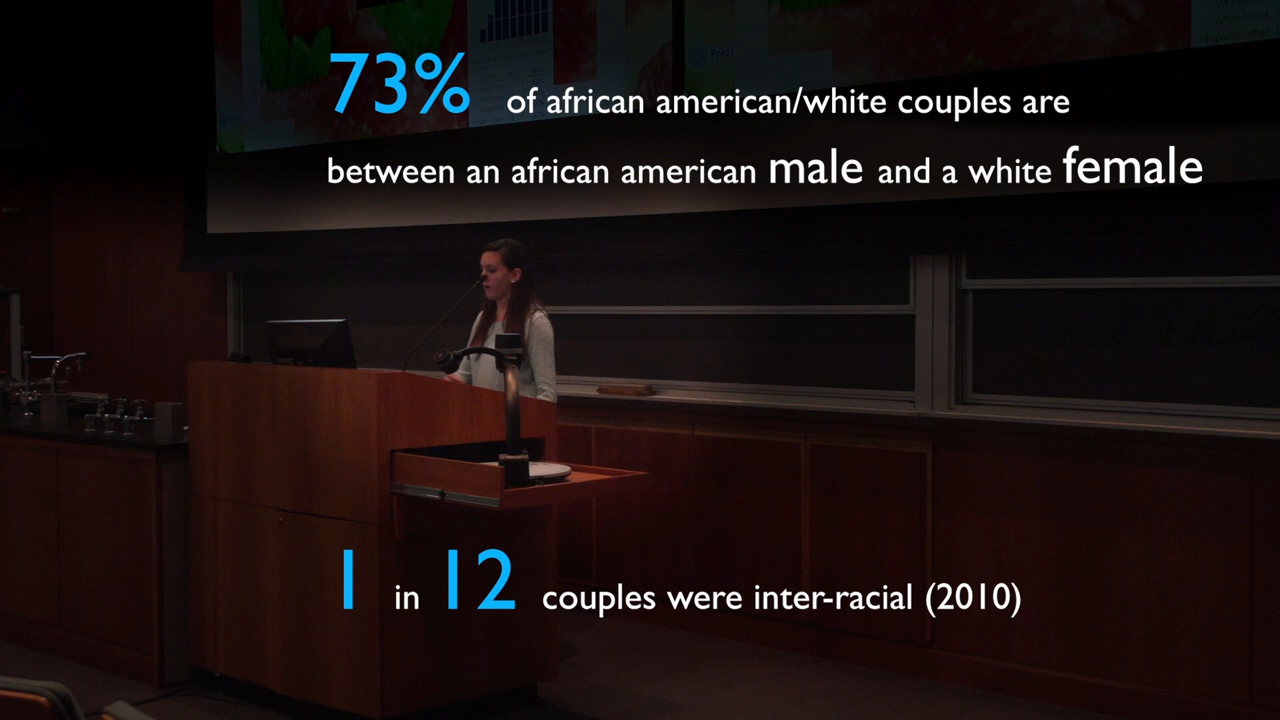 73% of african american/white couples are
between an african american male and a white female
1 in 12 couples were inter-racial (2010)